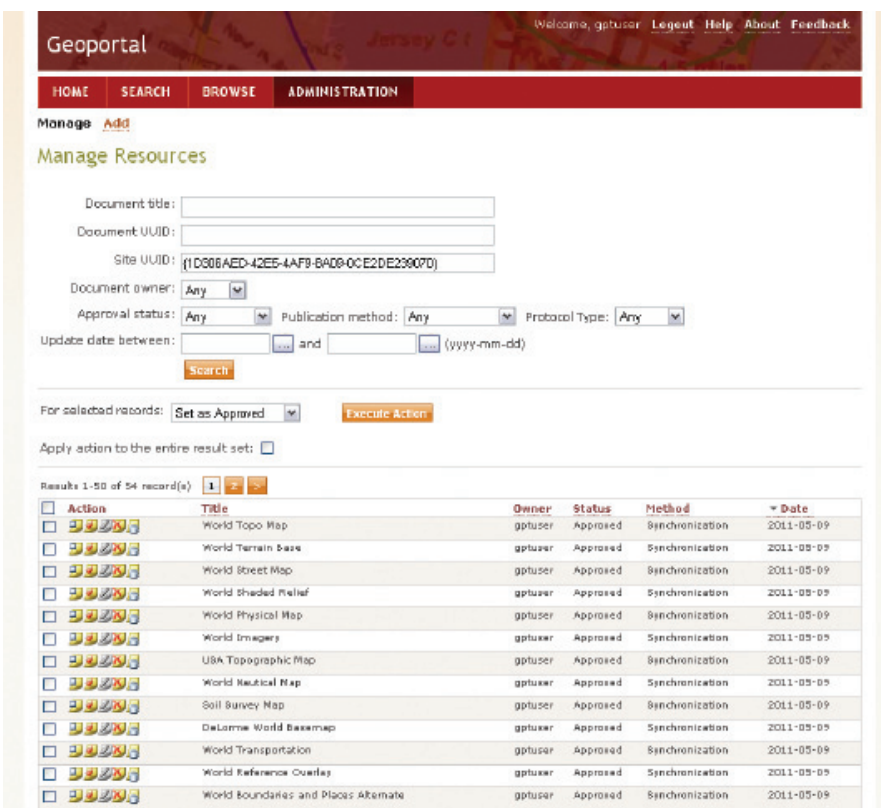 Welcome, gptuser Logout Help About Feedback
Geoportal
Jersey Ct
HOME SEARCH BROWSE ADMINISTRATION
Manage Add
Manage Resources
Document title:
Document UUID:
Site UUID:
Document owner: Any
Approval status: Any Publication method: Any Protocol Type: Any
Update date between: ... and ... (yyyy-mm-dd)
Search
For selected records: Set as Approved Execute Action
Apply action to the entire result set:
Results 1-50 of 54 record(s) 1 2 >
Action Title Owner Status Method Date
World Topo Map gptuser Approved Synchronization 2011-05-09
World Terrain Base gptuser Approved Synchronization 2011-05-09
World Street Map gptuser Approved Synchronization 2011-05-09
World Shaded Relief gptuser Approved Synchronization 2011-05-09
World Physical Map gptuser Approved Synchronization 2011-05-09
World Imagery gptuser Approved Synchronization 2011-05-09
USA Topographic Map gptuser Approved Synchronization 2011-05-09
World Nautical Map gptuser Approved Synchronization 2011-05-09
Soil Survey Map gptuser Approved Synchronization 2011-05-09
DeLorme World Basemap gptuser Approved Synchronization 2011-05-09
World Transportation gptuser Approved Synchronization 2011-05-09
World Reference Overlay gptuser Approved Synchronization 2011-05-09
World Boundaries and Places Alternate gptuser Approved Synchronization 2011-05-09